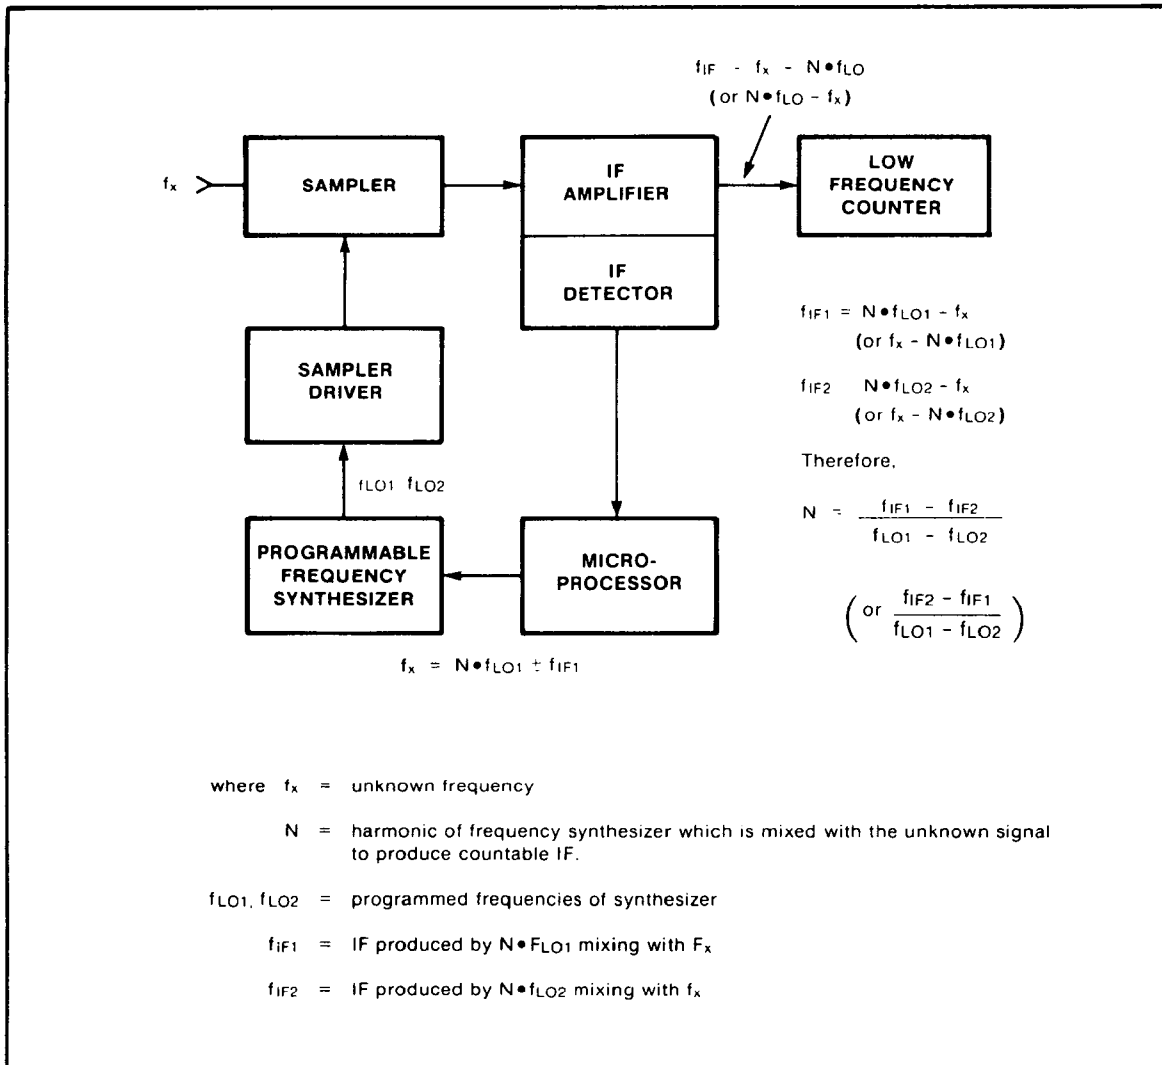 fIF - fx - N•fLO
(or N•fLO - fx)
fx
SAMPLER
IF
AMPLIFIER
LOW
FREQUENCY
COUNTER
IF
DETECTOR
SAMPLER
DRIVER
fLO1 fLO2
PROGRAMMABLE
FREQUENCY
SYNTHESIZER
MICRO-
PROCESSOR
fx = N•fLO1 ± fIF1
fIF1 = N•fLO1 - fx
(or fx - N•fLO1)
fIF2 N•fLO2 - fx
(or fx - N•fLO2)
Therefore,
N = fIF1 - fIF2
fLO1 - fLO2
(or fIF2 - fIF1
fLO1 - fLO2)
where fx = unknown frequency
N = harmonic of frequency synthesizer which is mixed with the unknown signal
to produce countable IF.
fLO1, fLO2 = programmed frequencies of synthesizer
fIF1 = IF produced by N•FLO1 mixing with Fx
fIF2 = IF produced by N•fLO2 mixing with fx